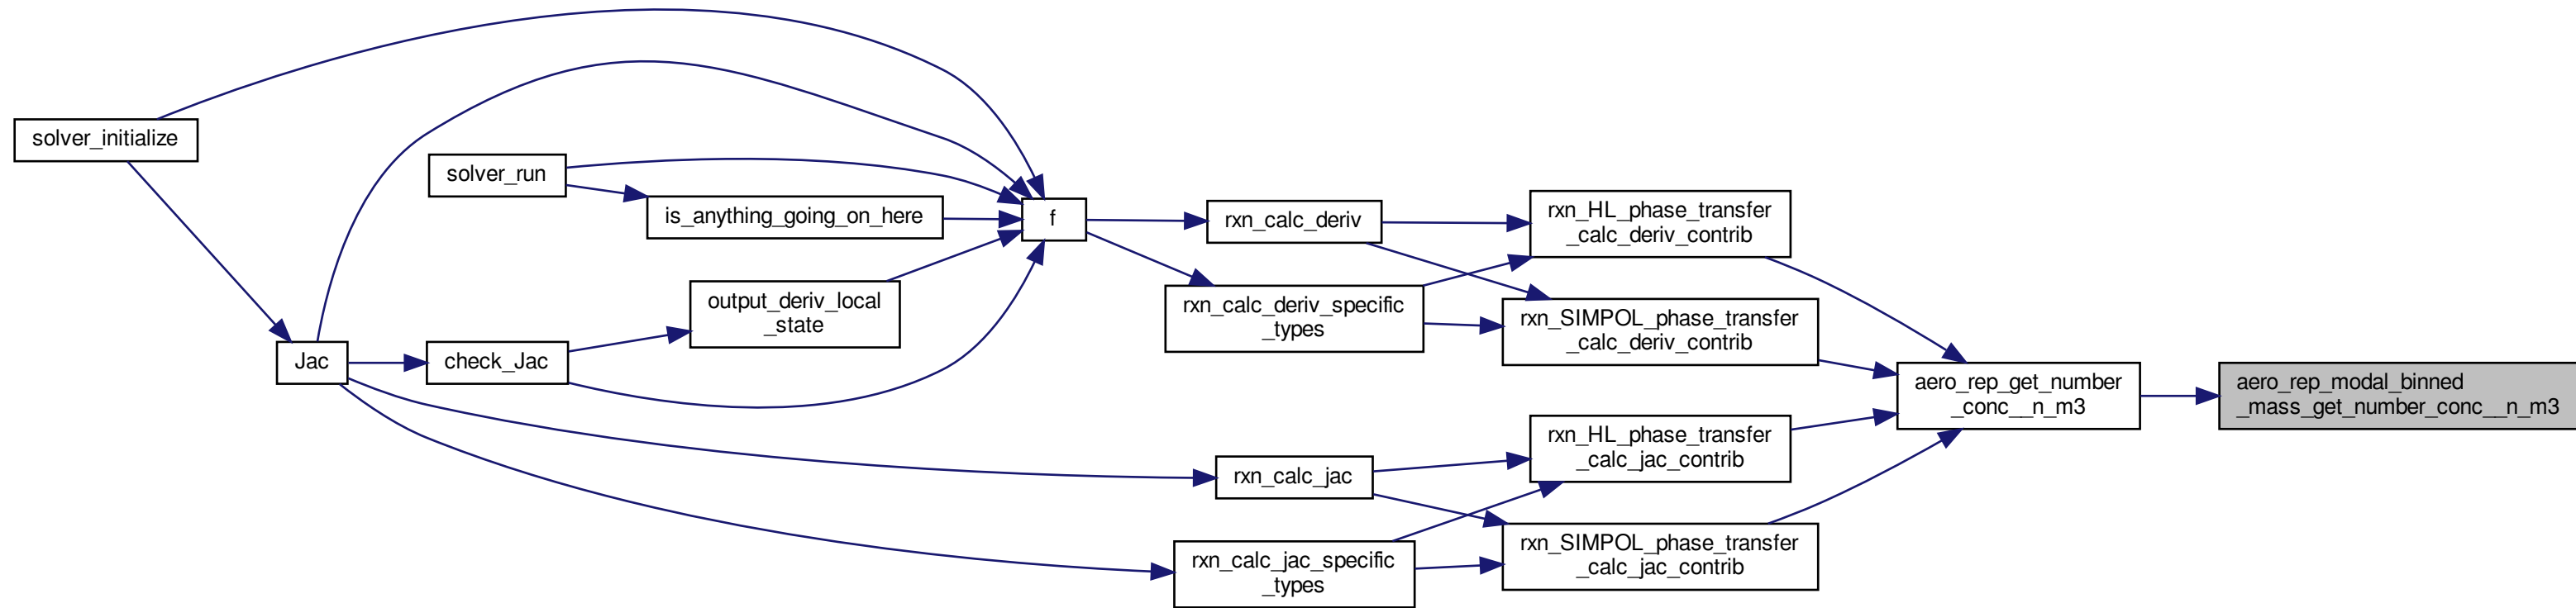 solver_initialize
solver_run
is_anything_going_on_here
f
output_deriv_local
_state
Jac
check_Jac
rxn_calc_deriv
rxn_calc_deriv_specific
_types
rxn_HL_phase_transfer
_calc_deriv_contrib
rxn_SIMPOL_phase_transfer
_calc_deriv_contrib
aero_rep_get_number
_conc__n_m3
aero_rep_modal_binned
_mass_get_number_conc__n_m3
rxn_HL_phase_transfer
_calc_jac_contrib
rxn_calc_jac
rxn_SIMPOL_phase_transfer
_calc_jac_contrib
rxn_calc_jac_specific
_types